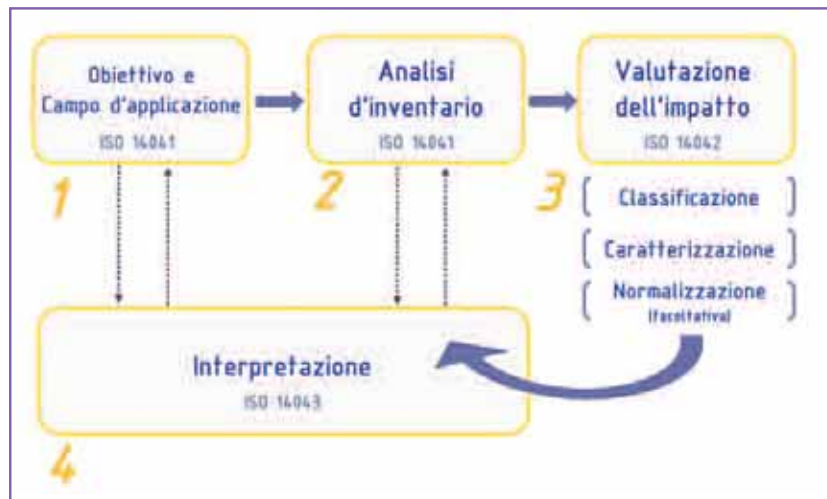 Obiettivo e
Campo d'applicazione
ISO 14041
1
Analisi
d'inventario
ISO 14041
2
Valutazione
dell'impatto
ISO 14042
3
Classificazione
Caratterizzazione
Normalizzazione
(facoltativa)
Interpretazione
ISO 14043
4